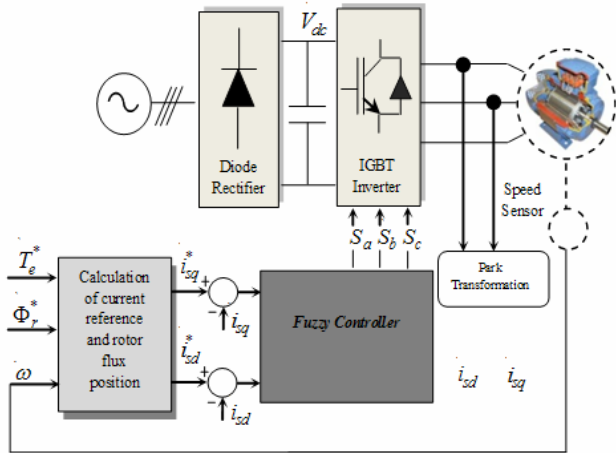 V_dc
Diode
Rectifier
IGBT
Inverter
Speed
Sensor
S_a S_b S_c
Park
Transformation
T_e^*
Φ_r^*
ω
Calculation
of current
reference
and rotor
flux
position
i_sq^*
+
−
i_sq
i_sd^*
+
−
i_sd
Fuzzy Controller
i_sd i_sq